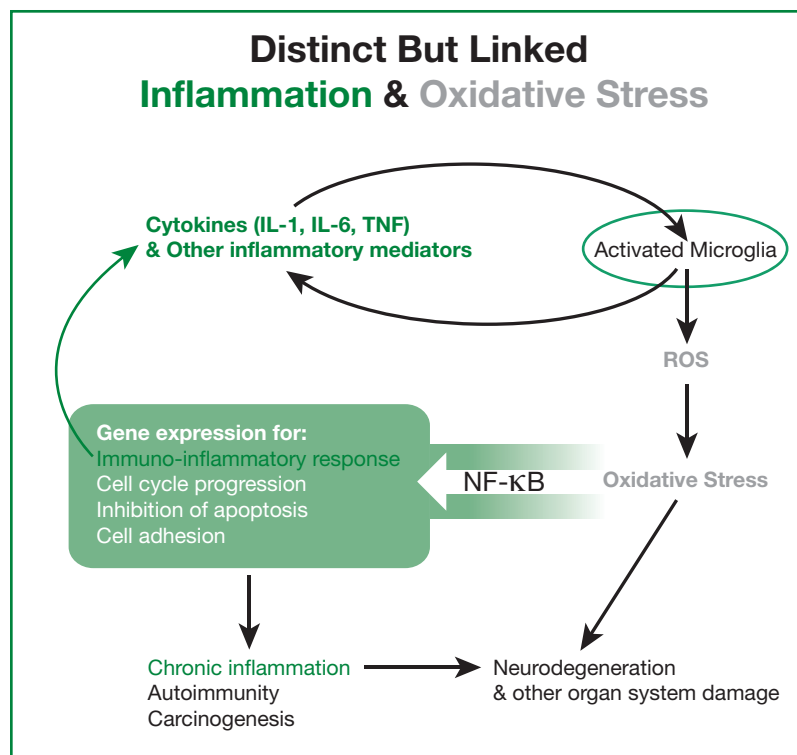 Distinct But Linked
Inflammation & Oxidative Stress
Cytokines (IL-1, IL-6, TNF)
& Other inflammatory mediators
Activated Microglia
ROS
Gene expression for:
Immuno-inflammatory response
Cell cycle progression
Inhibition of apoptosis
Cell adhesion
NF-κB
Oxidative Stress
Chronic inflammation
Autoimmunity
Carcinogenesis
Neurodegeneration
& other organ system damage